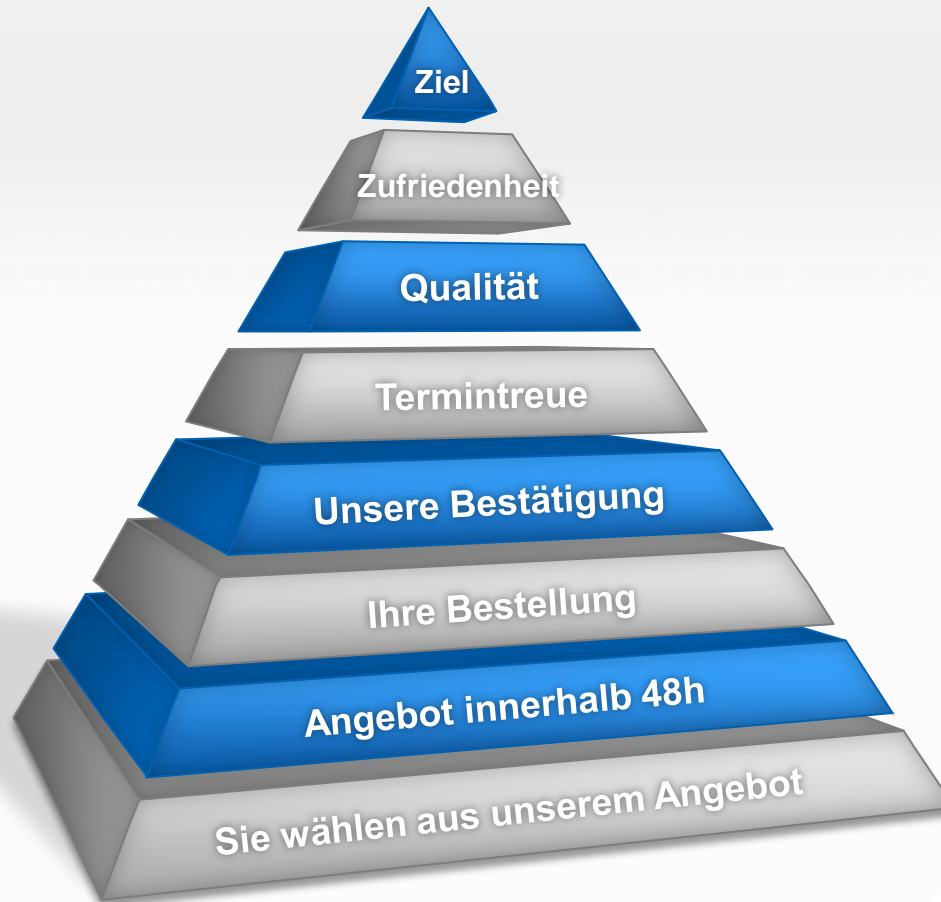 Ziel
Zufriedenheit
Qualität
Termintreue
Unsere Bestätigung
Ihre Bestellung
Angebot innerhalb 48h
Sie wählen aus unserem Angebot